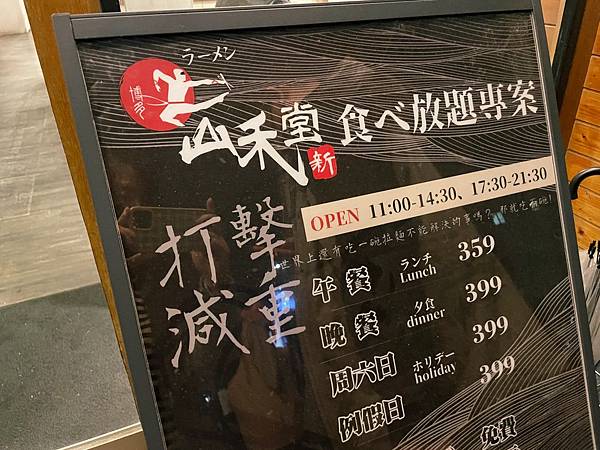 ラーメン
博多
山禾堂 食べ放題專案
新
OPEN 11:00-14:30、17:30-21:30
打擊
減重
世界上還有吃一碗拉麵不能解決的事嗎？那就吃兩碗！
午餐 ランチ Lunch 359
晚餐 夕食 dinner 399
周六日 ホリデー holiday 399
例假日 399
免費